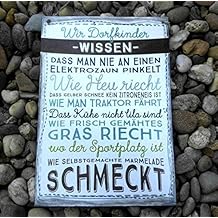 Wir Dorfkinder
-WISSEN-
DASS MAN NIE AN EINEN
ELEKTROZAUN PINKELT
Wie Heu riecht
DASS GELBER SCHNEE KEIN ZITRONENEIS IST
WIE MAN TRAKTOR FÄHRT
Dass Kühe nicht lila sind
WIE FRISCH GEMÄHTES
GRAS RIECHT
wo der Sportplatz ist
WIE SELBSTGEMACHTE MARMELADE
SCHMECKT